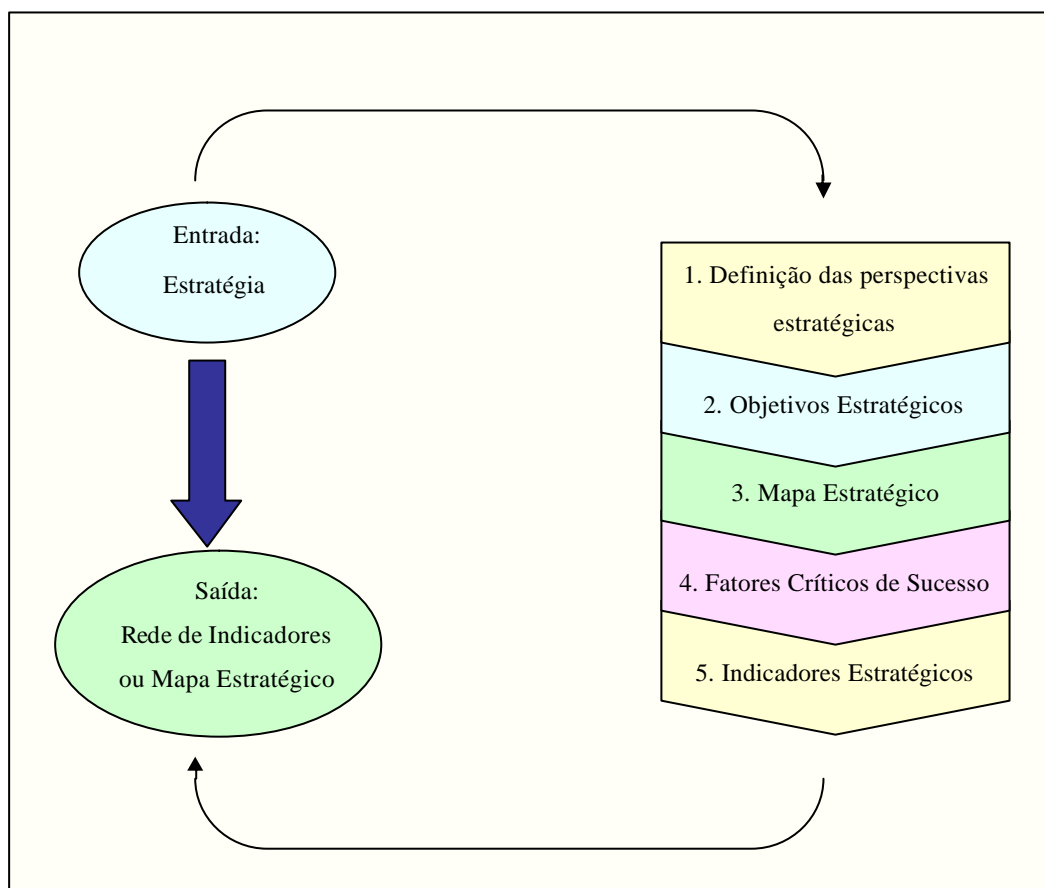 Entrada:
Estratégia
Saída:
Rede de Indicadores
ou Mapa Estratégico
1. Definição das perspectivas
estratégicas
2. Objetivos Estratégicos
3. Mapa Estratégico
4. Fatores Críticos de Sucesso
5. Indicadores Estratégicos